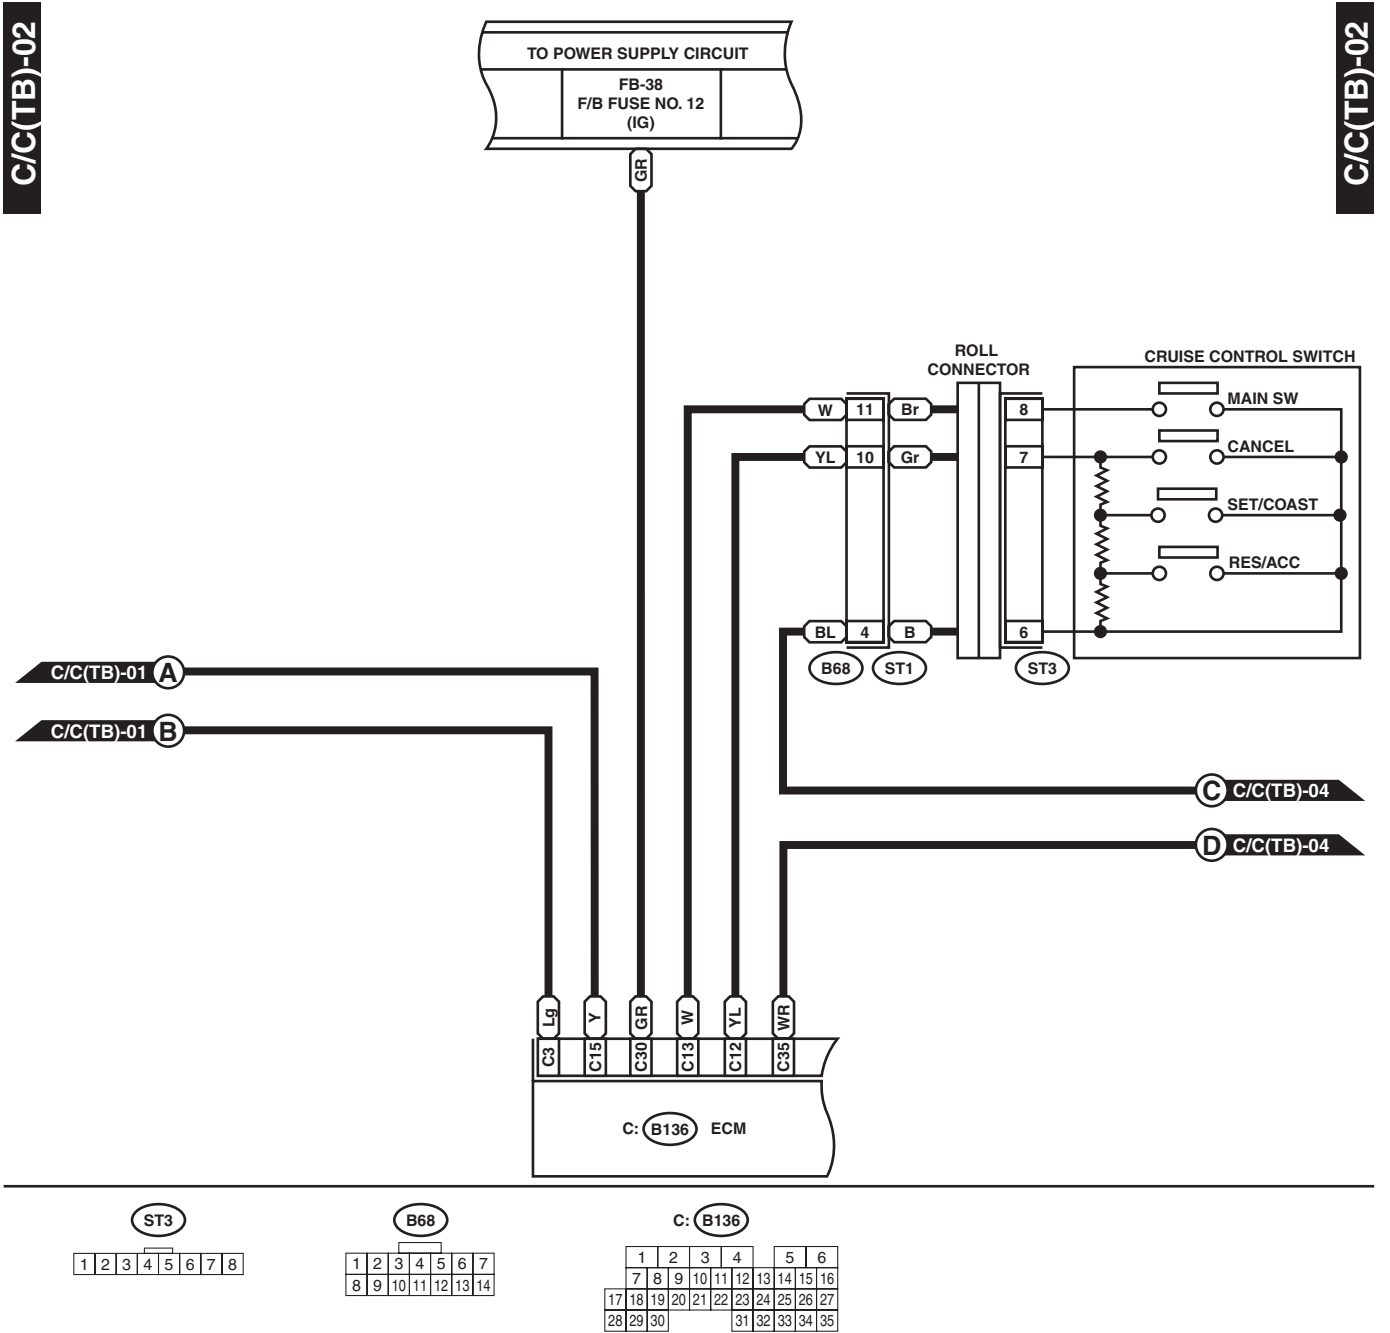 C/C(TB)-02
C/C(TB)-02
TO POWER SUPPLY CIRCUIT
FB-38
F/B FUSE NO. 12
(IG)
GR
ROLL
CONNECTOR
CRUISE CONTROL SWITCH
W 11 Br 8 MAIN SW
YL 10 Gr 7 CANCEL
SET/COAST
RES/ACC
BL 4 B 6
B68 ST1 ST3
C/C(TB)-01 A
C/C(TB)-01 B
C C/C(TB)-04
D C/C(TB)-04
Lg Y GR W YL WR
C3 C15 C30 C13 C12 C35
C: B136 ECM
ST3
1 2 3 4 5 6 7 8
B68
1 2 3 4 5 6 7
8 9 10 11 12 13 14
C: B136
1 2 3 4 5 6
7 8 9 10 11 12 13 14 15 16
17 18 19 20 21 22 23 24 25 26 27
28 29 30 31 32 33 34 35